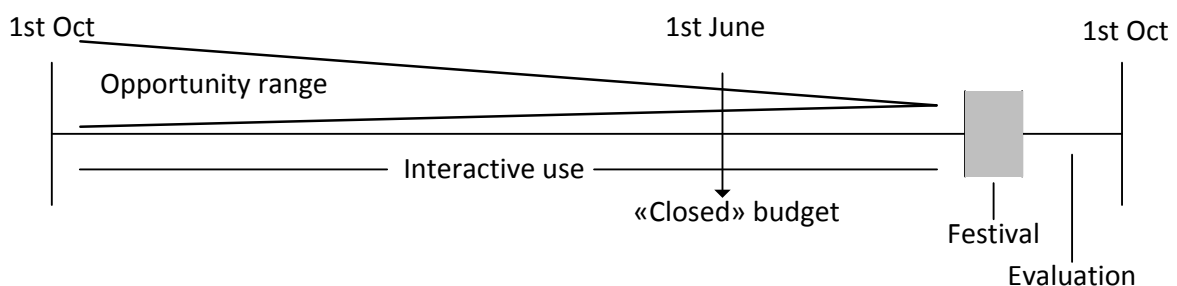 1st Oct
1st June
1st Oct
Opportunity range
Interactive use
«Closed» budget
Festival
Evaluation